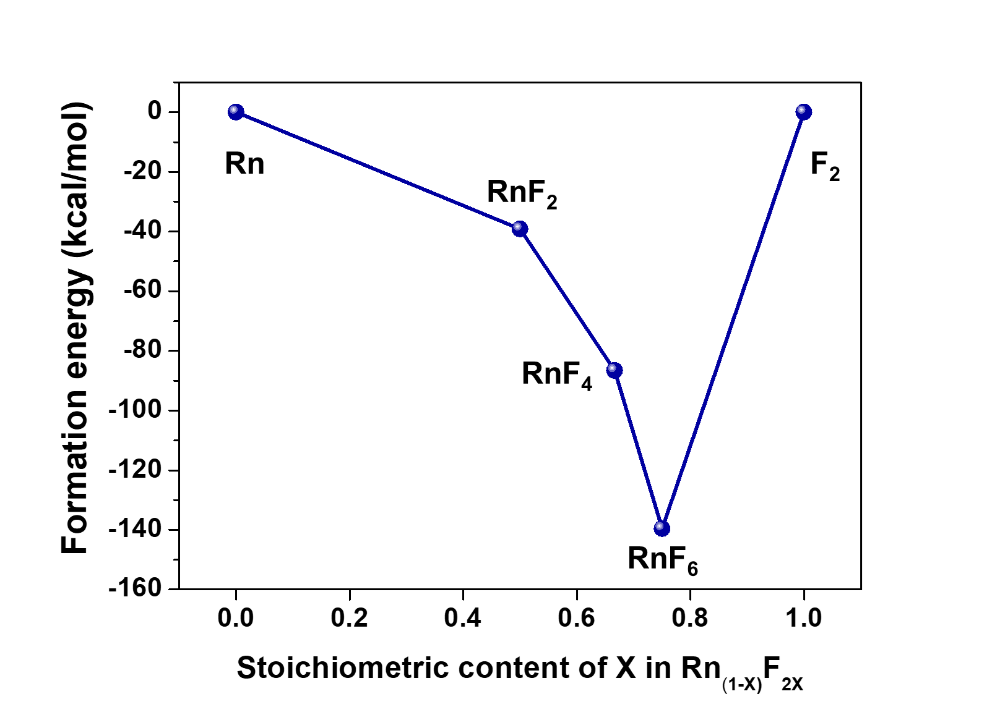 Formation energy (kcal/mol)
0
-20
-40
-60
-80
-100
-120
-140
-160
Rn
RnF₂
RnF₄
RnF₆
F₂
0.0 0.2 0.4 0.6 0.8 1.0
Stoichiometric content of X in Rn₍₁₋X₎F₂X